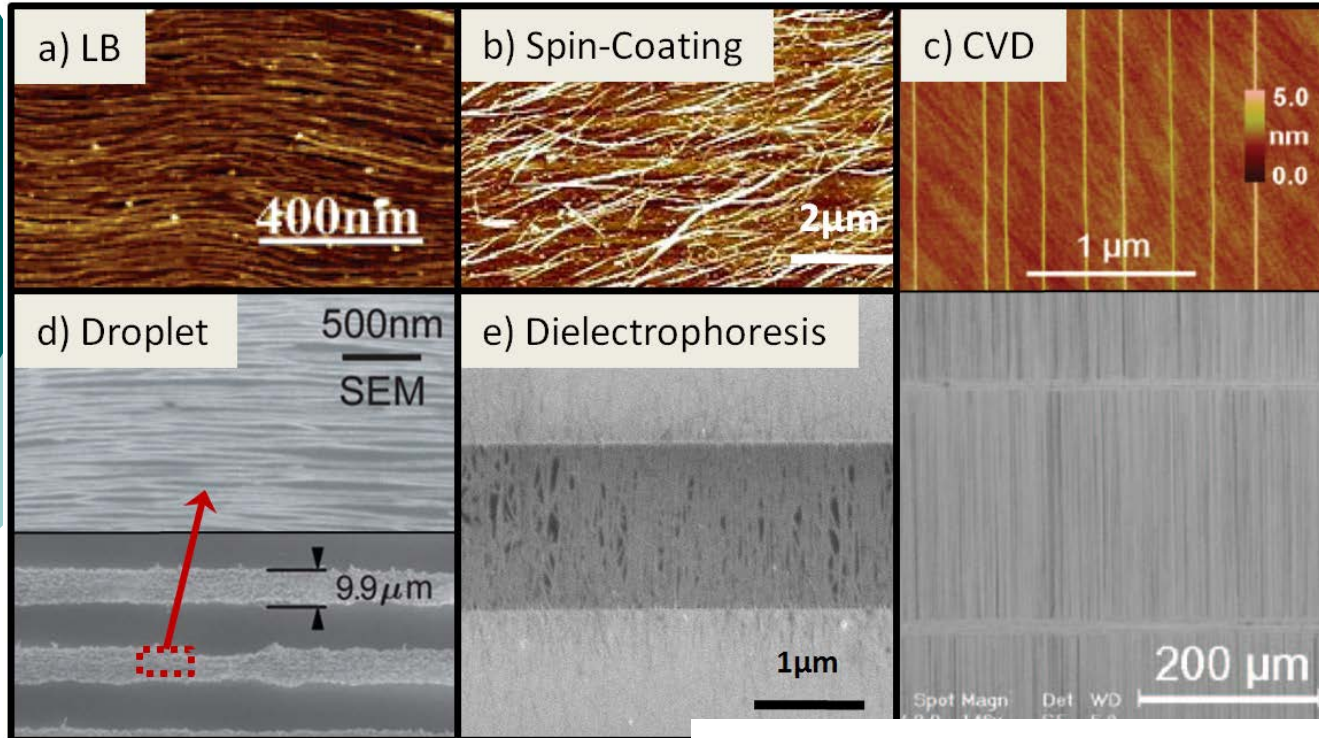 a) LB
400nm
b) Spin-Coating
2μm
c) CVD
5.0
nm
0.0
1 μm
d) Droplet
500nm
SEM
9.9μm
e) Dielectrophoresis
1μm
200 μm
Spot Magn Det WD